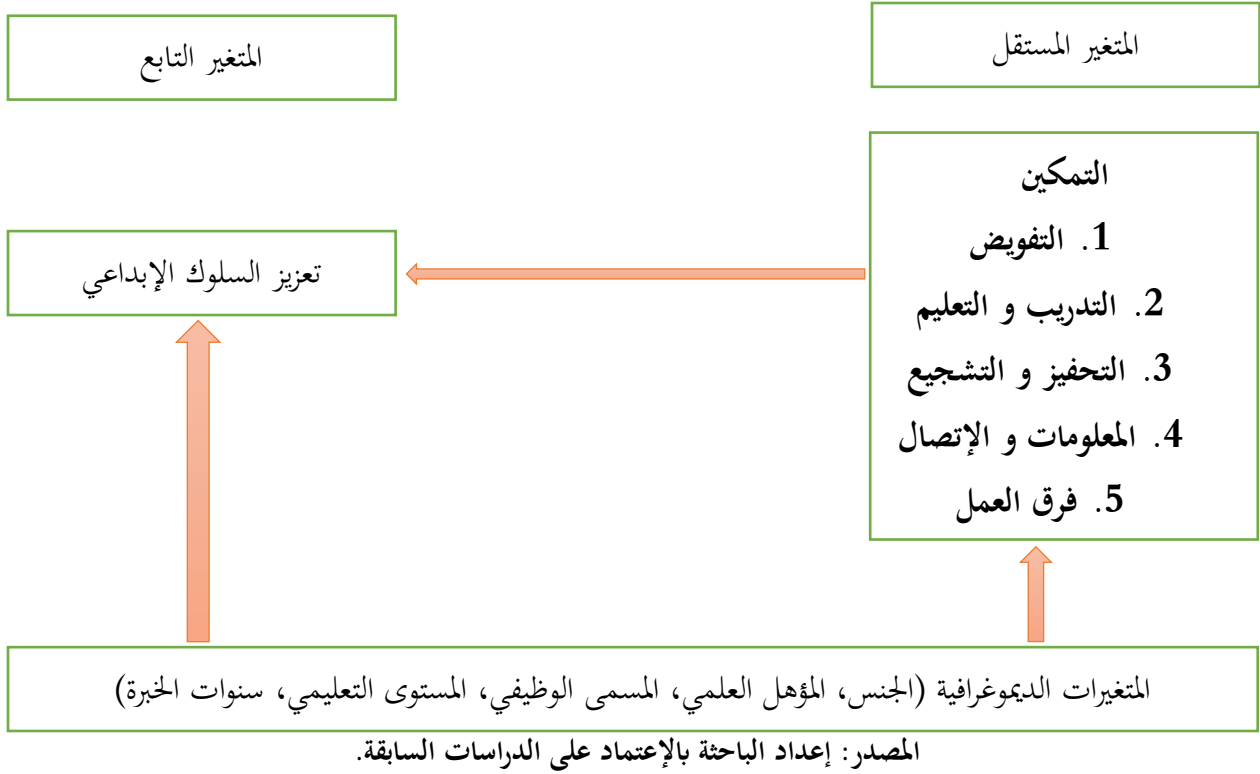 المتغير المستقل
المتغير التابع
التمكين
1. التفويض
2. التدريب و التعليم
3. التحفيز و التشجيع
4. المعلومات و الإتصال
5. فرق العمل
تعزيز السلوك الإبداعي
المتغيرات الديموغرافية (الجنس، المؤهل العلمي، المسمى الوظيفي، المستوى التعليمي، سنوات الخبرة)
المصدر: إعداد الباحثة بالإعتماد على الدراسات السابقة.